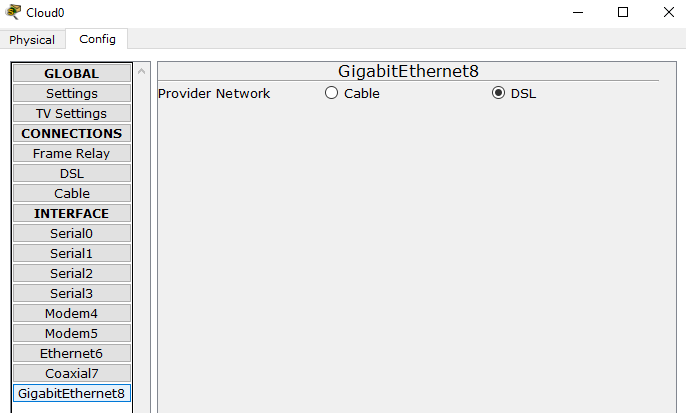 Cloud0
Physical
Config
GLOBAL
Settings
TV Settings
CONNECTIONS
Frame Relay
DSL
Cable
INTERFACE
Serial0
Serial1
Serial2
Serial3
Modem4
Modem5
Ethernet6
Coaxial7
GigabitEthernet8
GigabitEthernet8
Provider Network Cable DSL